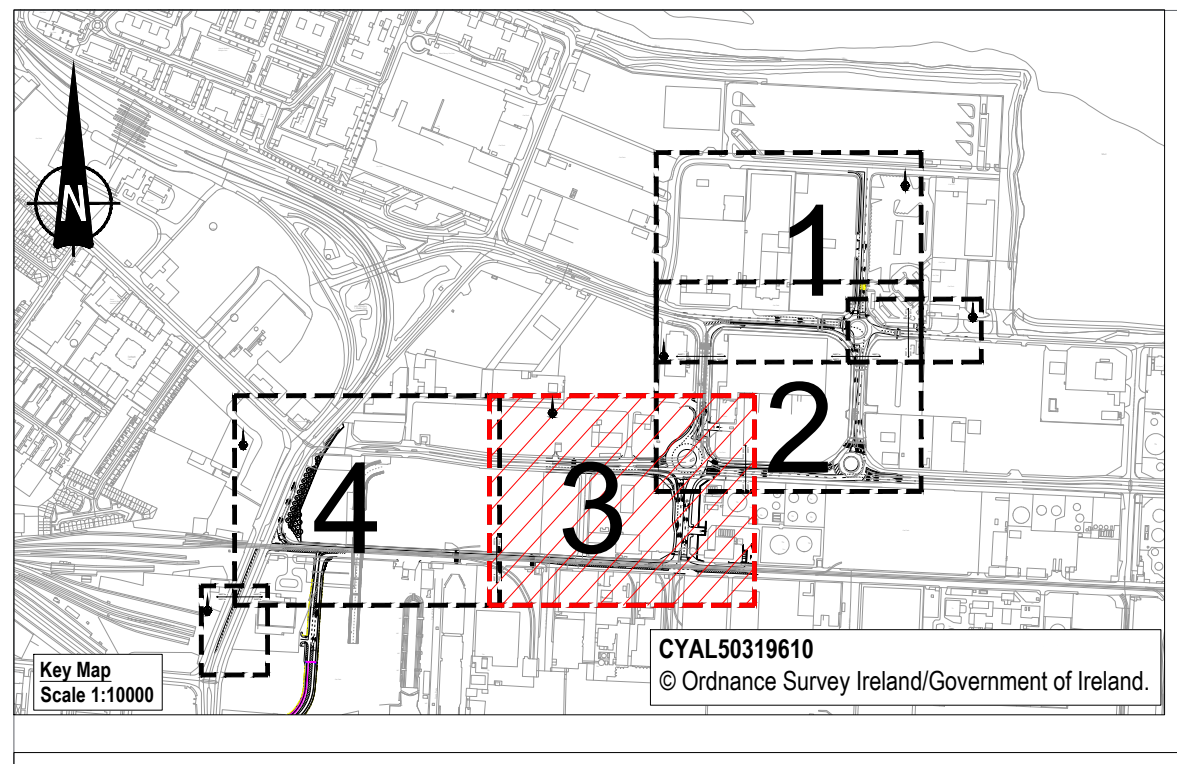 N
1
2
3
4
Key Map
Scale 1:10000
CYAL50319610
© Ordnance Survey Ireland/Government of Ireland.